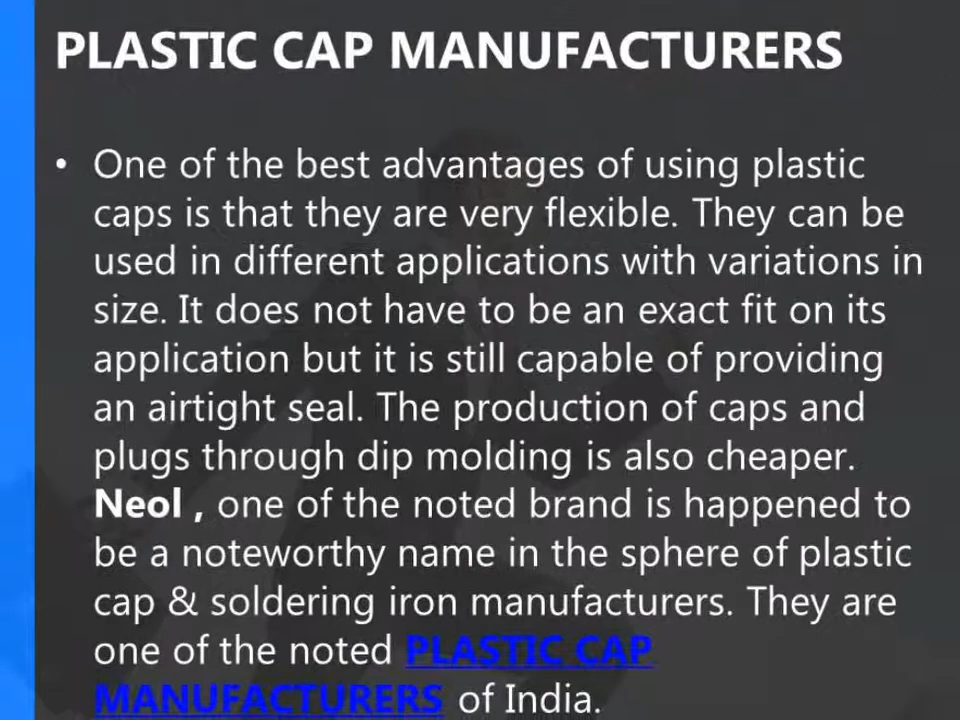 PLASTIC CAP MANUFACTURERS
• One of the best advantages of using plastic
caps is that they are very flexible. They can be
used in different applications with variations in
size. It does not have to be an exact fit on its
application but it is still capable of providing
an airtight seal. The production of caps and
plugs through dip molding is also cheaper.
Neol , one of the noted brand is happened to
be a noteworthy name in the sphere of plastic
cap & soldering iron manufacturers. They are
one of the noted PLASTIC CAP
MANUFACTURERS of India.